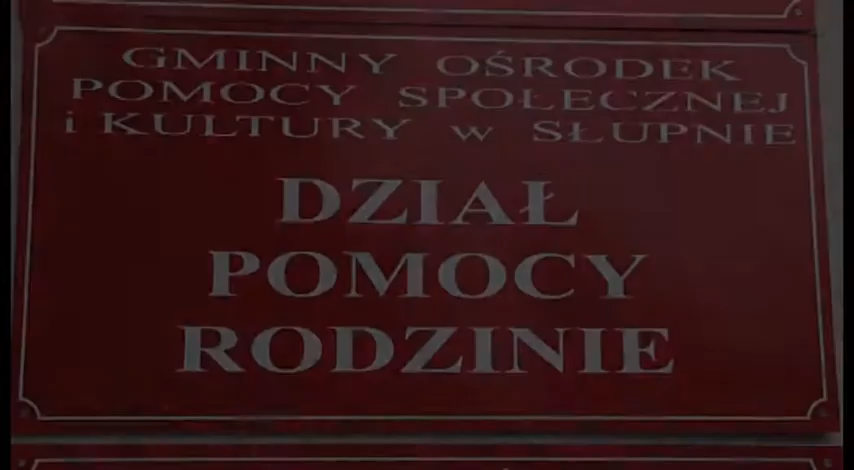 GMINNY OŚRODEK
POMOCY SPOŁECZNEJ
i KULTURY w SŁUPNIE
DZIAŁ
POMOCY
RODZINIE